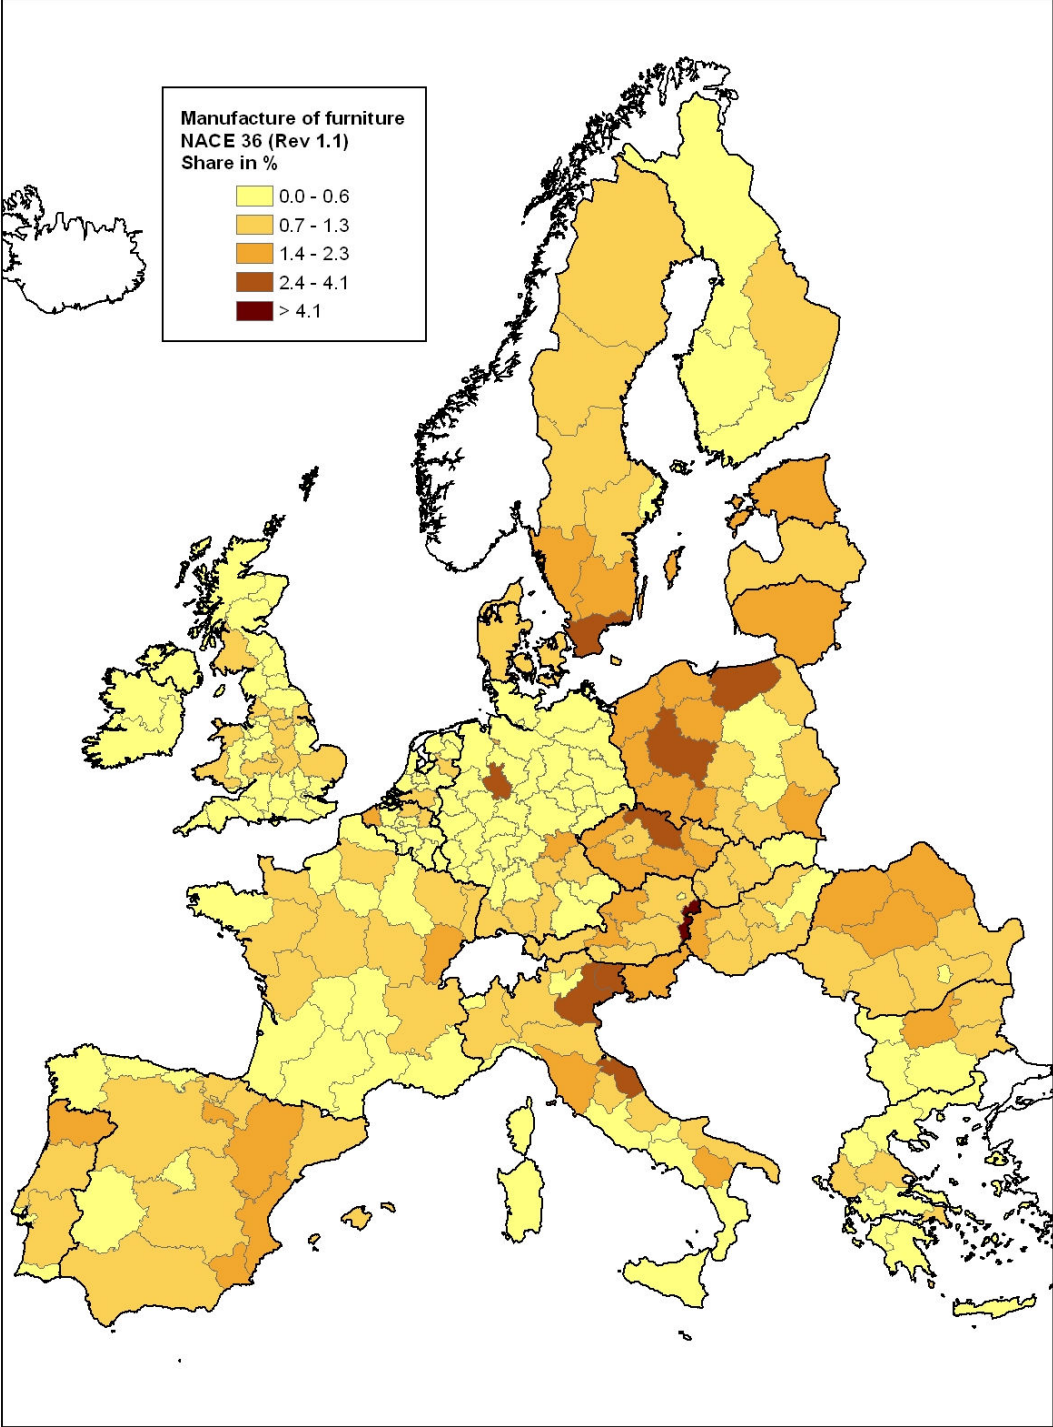 Manufacture of furniture
NACE 36 (Rev 1.1)
Share in %
0.0 - 0.6
0.7 - 1.3
1.4 - 2.3
2.4 - 4.1
> 4.1